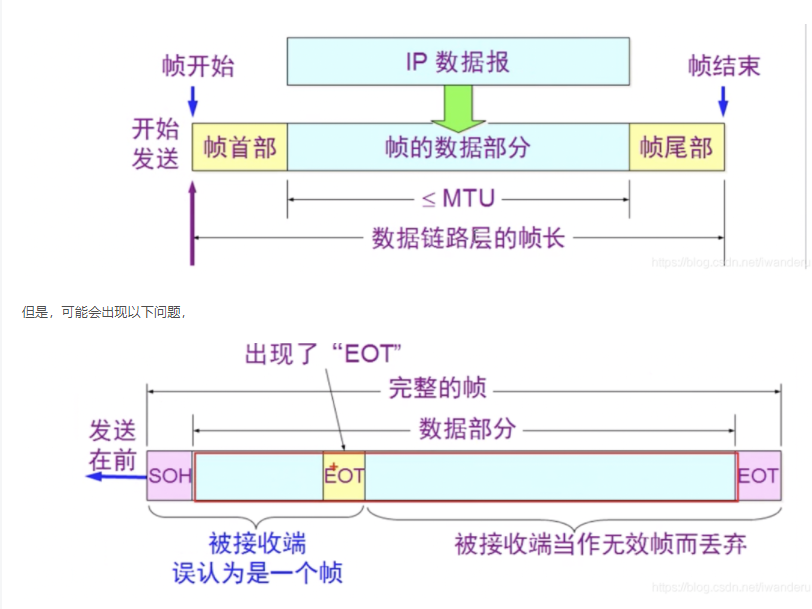 IP 数据报
帧开始
帧结束
开始
发送
帧首部
帧的数据部分
帧尾部
≤ MTU
数据链路层的帧长
https://blog.csdn.net/iwanderu
但是，可能会出现以下问题，
出现了“EOT”
完整的帧
数据部分
发送
在前
SOH
EOT
EOT
被接收端
误认为是一个帧
被接收端当作无效帧而丢弃
https://blog.csdn.net/iwanderu